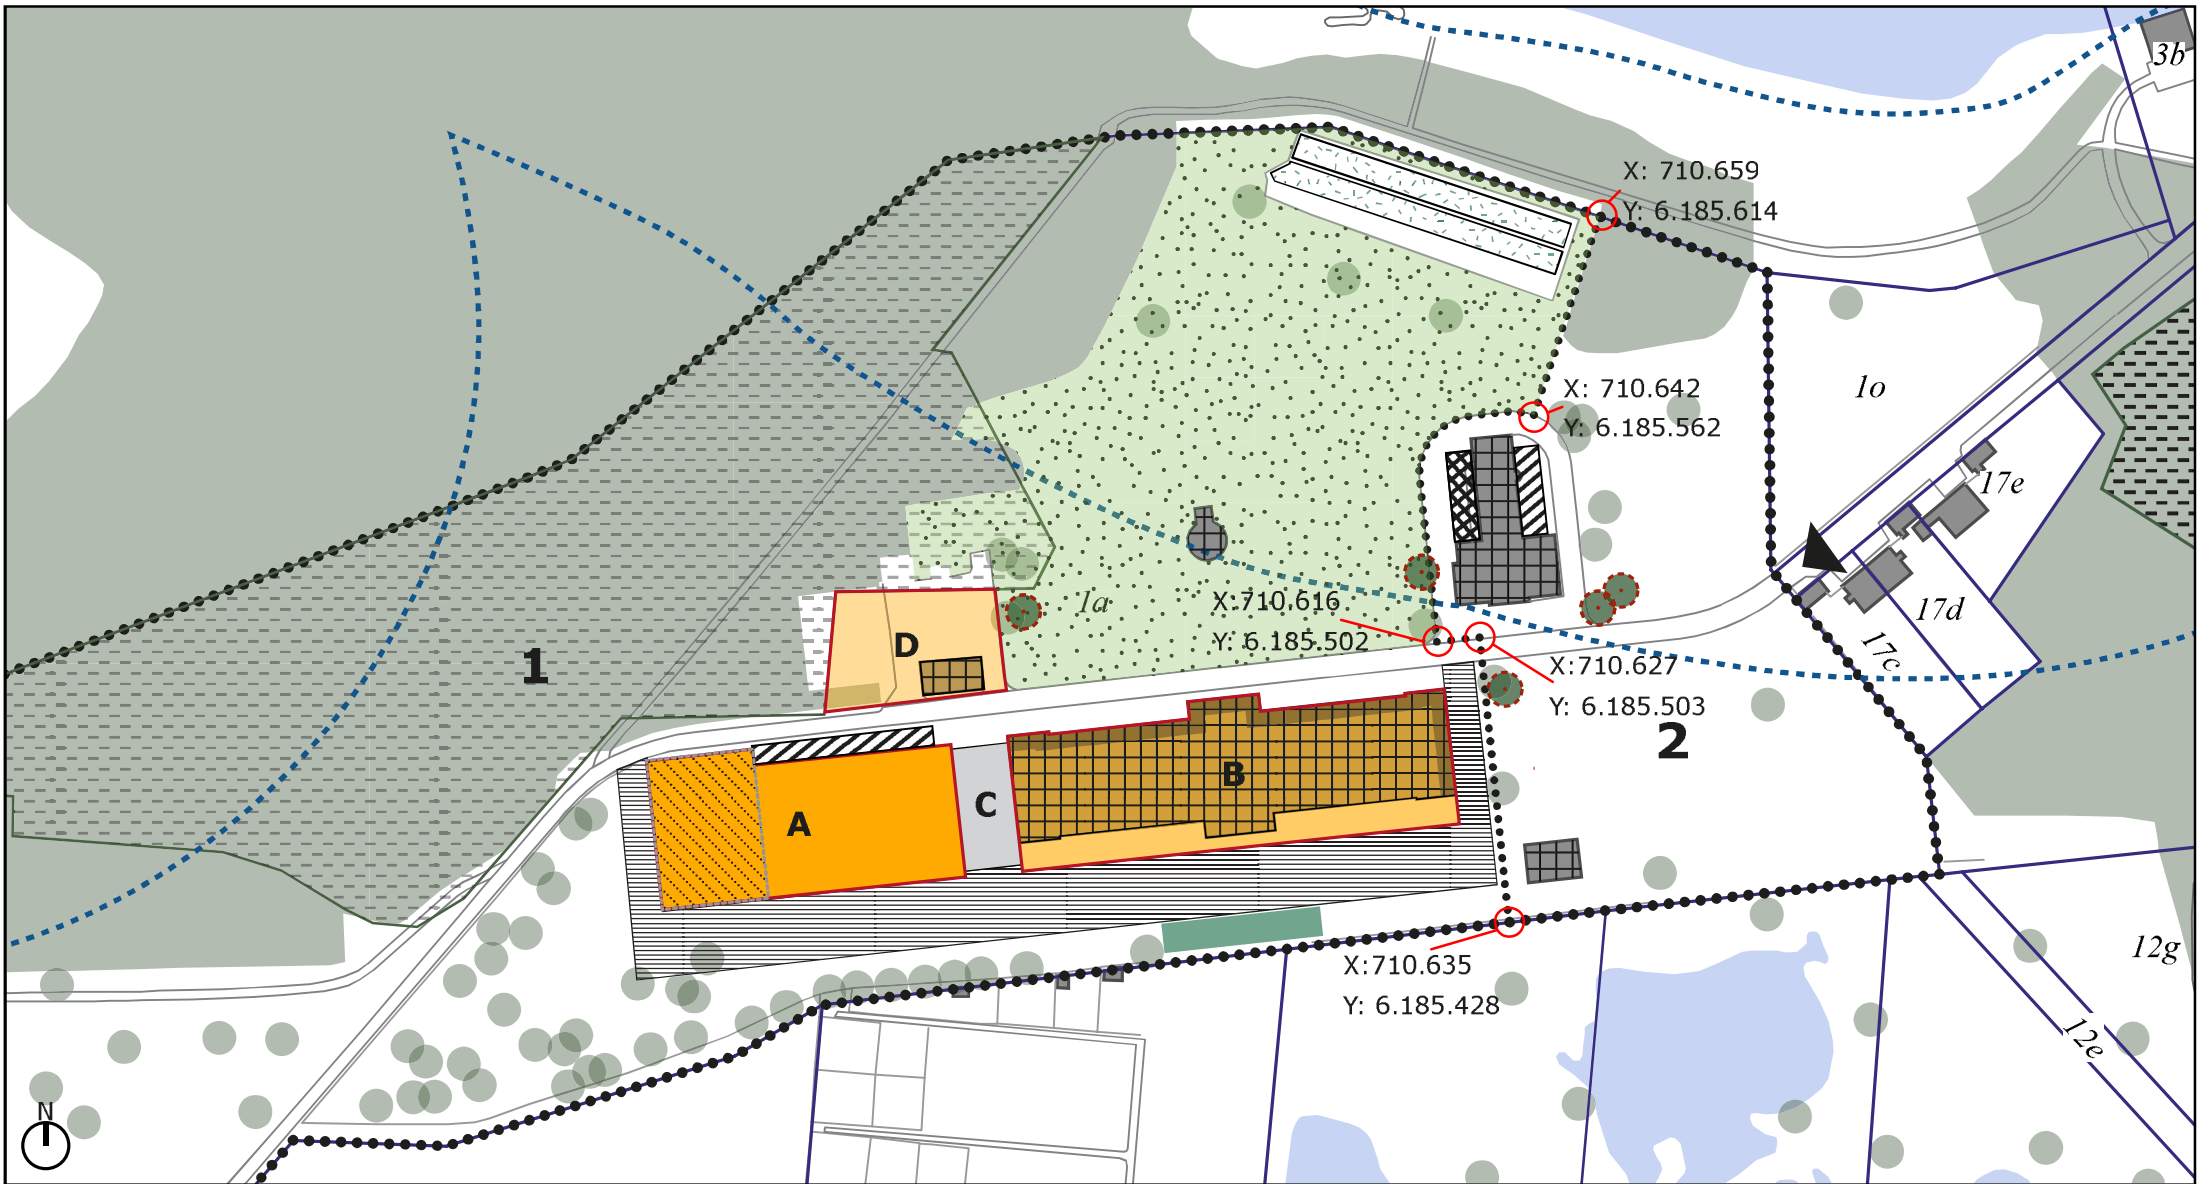 3b
X: 710.659
Y: 6.185.614
1o
X: 710.642
Y: 6.185.562
17e
1a
X:710.616
Y: 6.185.502
17d
17c
D
1
X:710.627
Y: 6.185.503
2
B
C
A
12g
X:710.635
Y: 6.185.428
12e
N